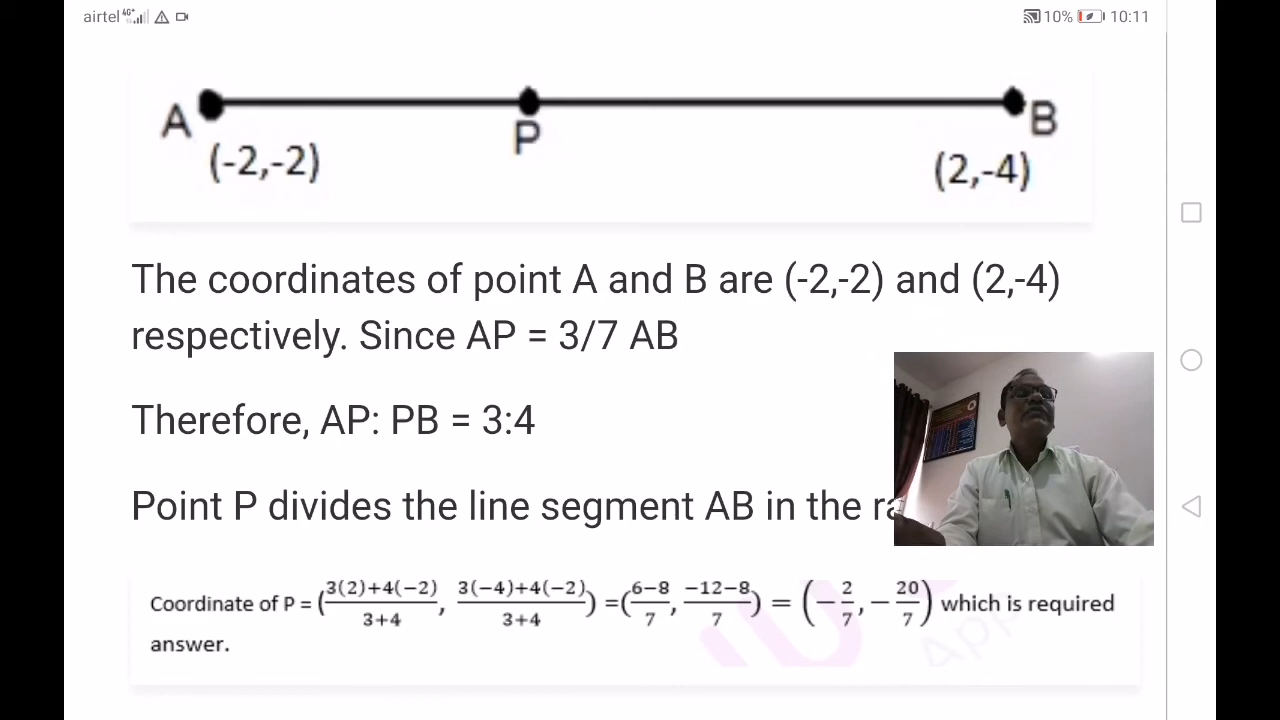 airtel 4G+ 10% 10:11
A P B
(-2,-2) (2,-4)
The coordinates of point A and B are (-2,-2) and (2,-4)
respectively. Since AP = 3/7 AB
Therefore, AP: PB = 3:4
Point P divides the line segment AB in the
Coordinate of P = (3(2)+4(−2)/3+4, 3(−4)+4(−2)/3+4) =(6−8/7, −12−8/7) = (−2/7, −20/7) which is required
answer.
App